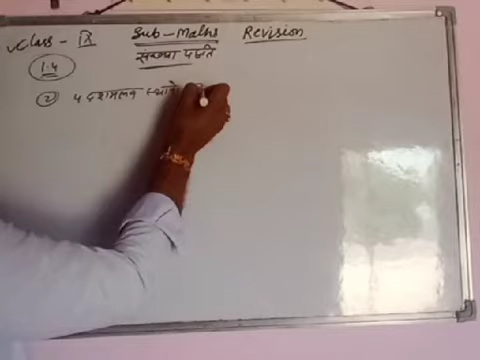 Class - IX Sub - Maths Revision
संख्या पद्धति
1.4
(2) 4 दशमलव स्थानों